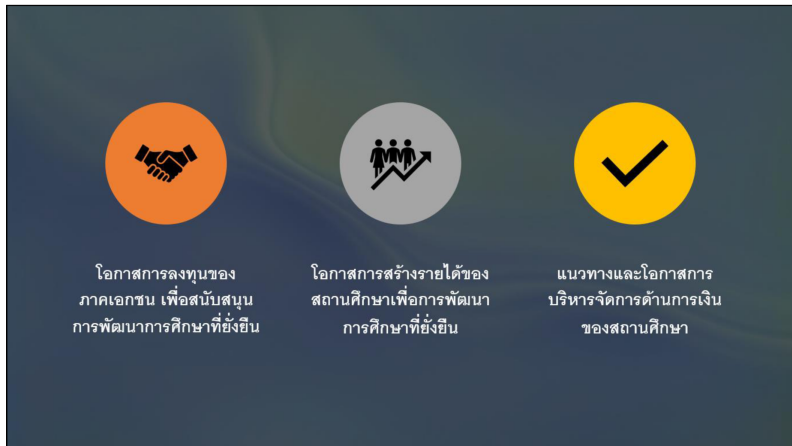 โอกาสการลงทุนของ
ภาคเอกชน เพื่อสนับสนุน
การพัฒนาการศึกษาที่ยั่งยืน
โอกาสการสร้างรายได้ของ
สถานศึกษาเพื่อการพัฒนา
การศึกษาที่ยั่งยืน
แนวทางและโอกาสการ
บริหารจัดการด้านการเงิน
ของสถานศึกษา